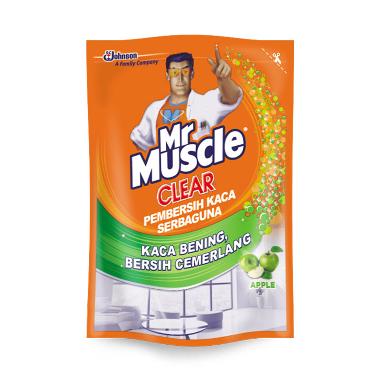 SC Johnson
A Family Company
Mr
Muscle
CLEAR
PEMBERSIH KACA
SERBAGUNA
KACA BENING,
BERSIH CEMERLANG
APPLE